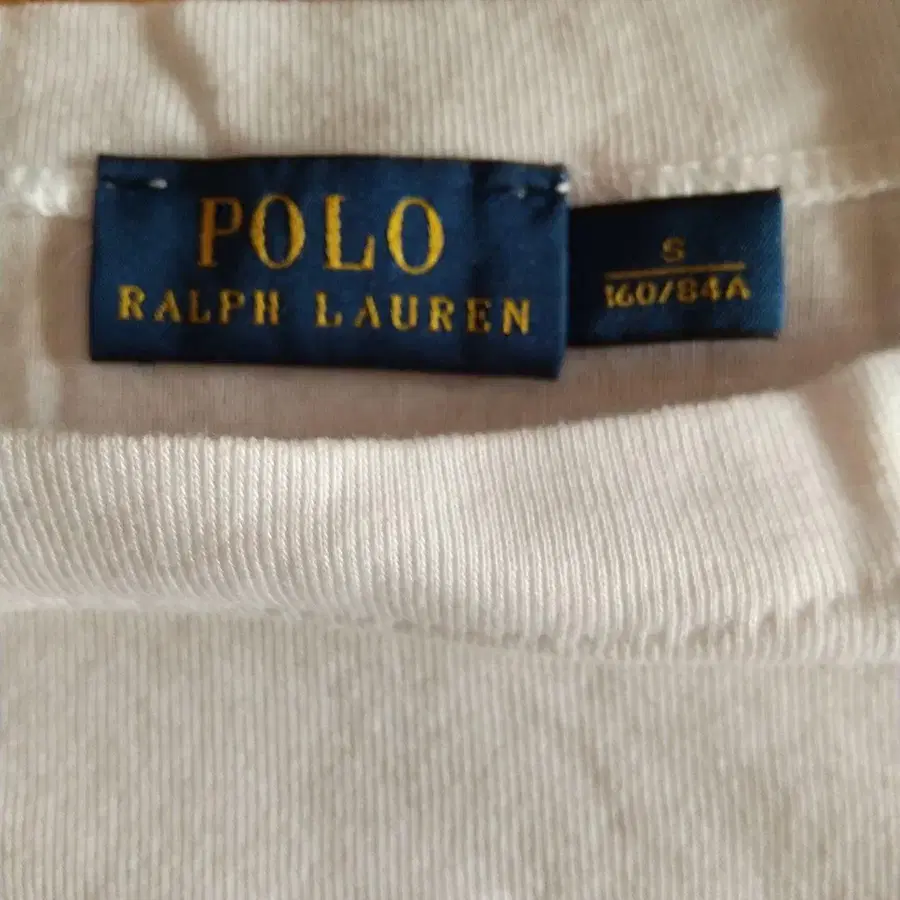 POLO
RALPH LAUREN
S
160/84A